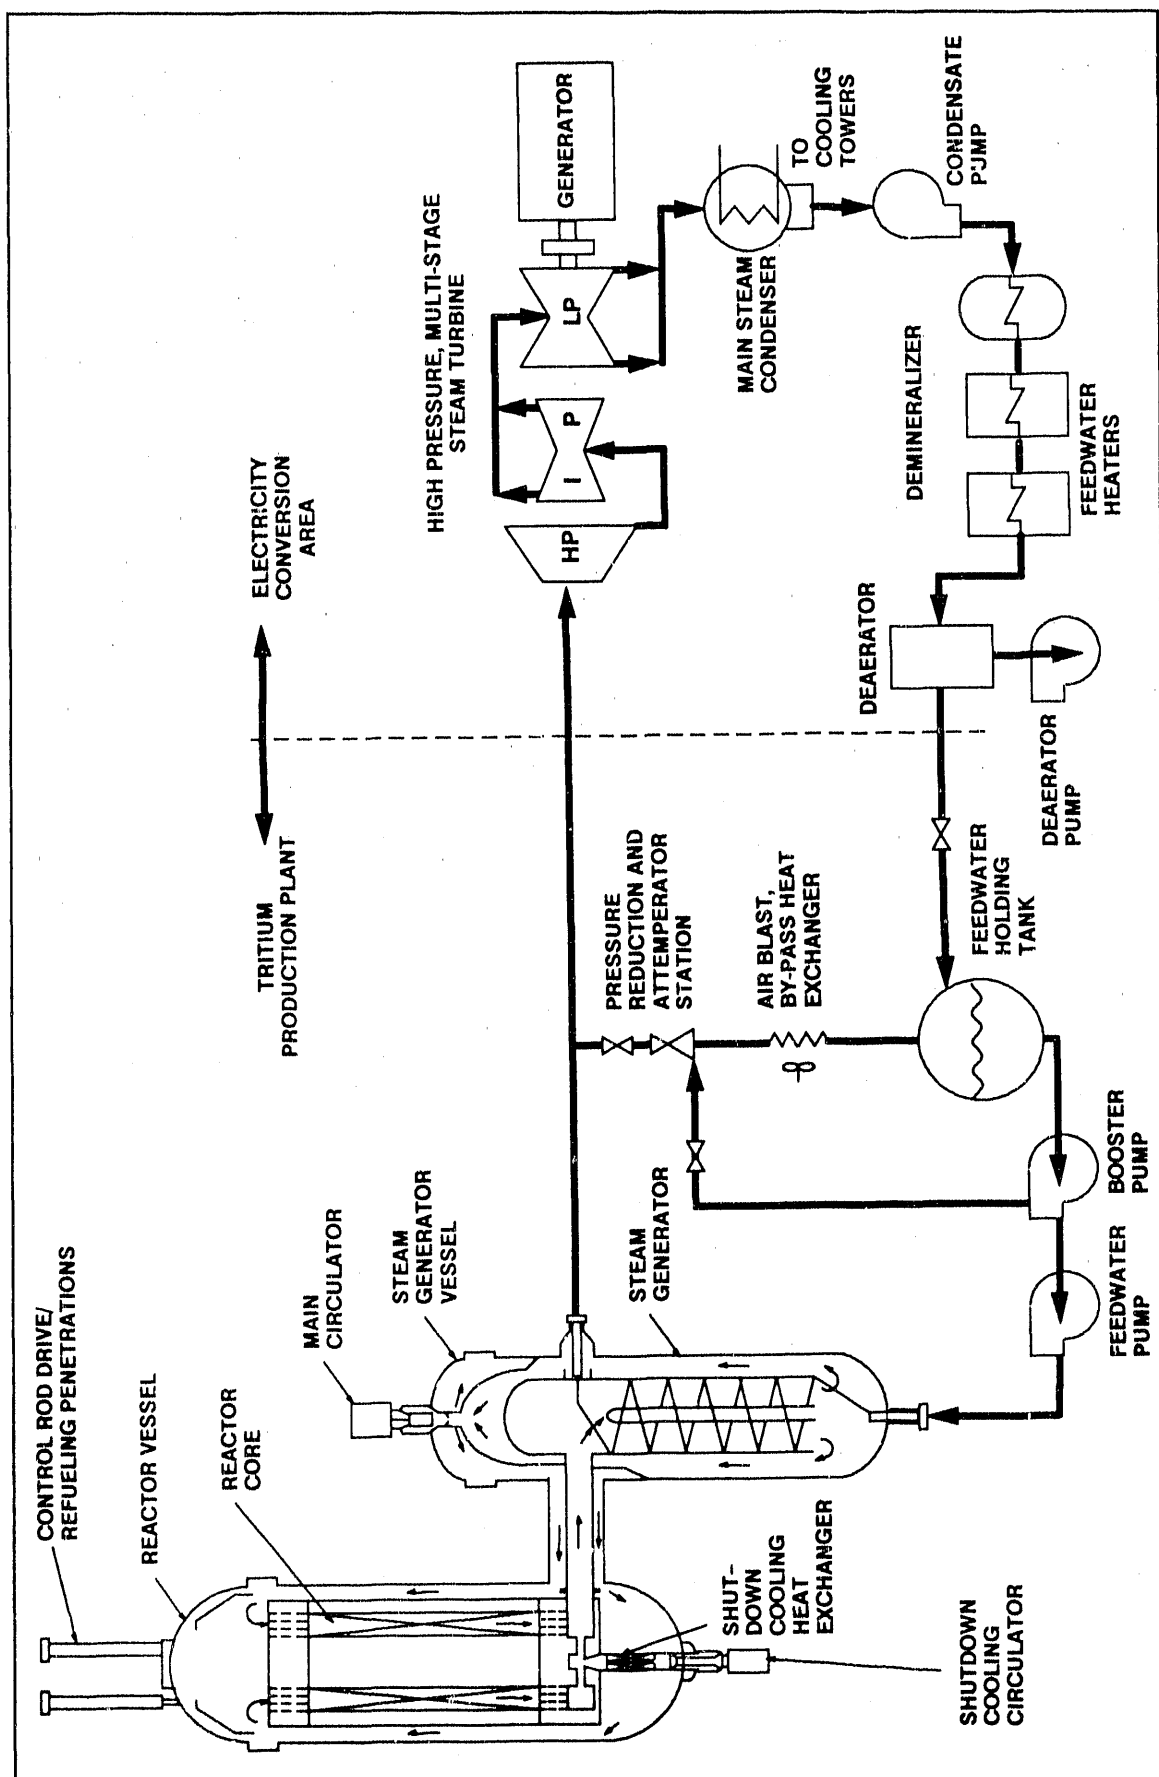 CONTROL ROD DRIVE/
REFUELING PENETRATIONS
REACTOR VESSEL
REACTOR
CORE
MAIN
CIRCULATOR
STEAM
GENERATOR
VESSEL
STEAM
GENERATOR
SHUT-
DOWN
COOLING
HEAT
EXCHANGER
SHUTDOWN
COOLING
CIRCULATOR
TRITIUM
PRODUCTION PLANT
ELECTRICITY
CONVERSION
AREA
PRESSURE
REDUCTION AND
ATTEMPERATOR
STATION
AIR BLAST,
BY-PASS HEAT
EXCHANGER
FEEDWATER
HOLDING
TANK
BOOSTER
PUMP
FEEDWATER
PUMP
HIGH PRESSURE, MULTI-STAGE
STEAM TURBINE
HP
I P
LP
GENERATOR
MAIN STEAM
CONDENSER
TO
COOLING
TOWERS
CONDENSATE
PUMP
DEMINERALIZER
FEEDWATER
HEATERS
DEAERATOR
DEAERATOR
PUMP